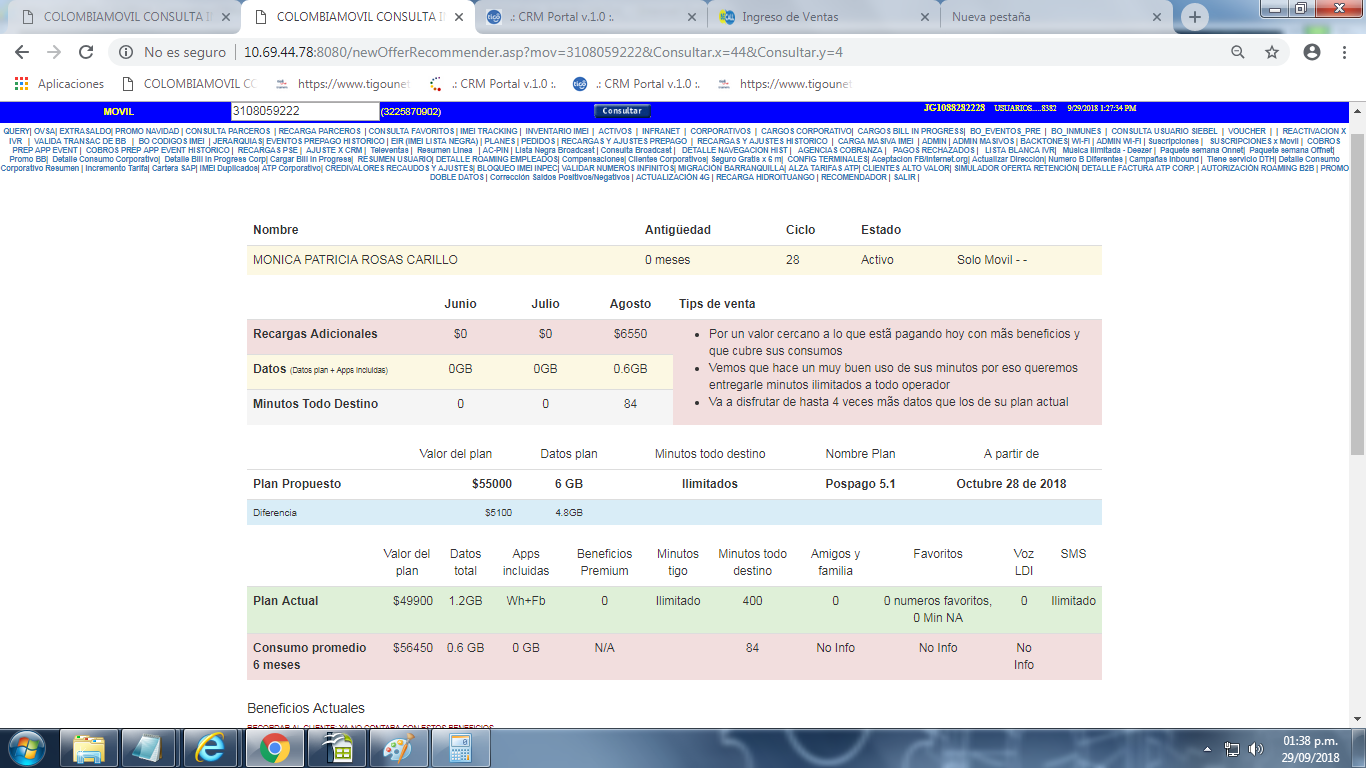 COLOMBIAMOVIL CONSULTA I
COLOMBIAMOVIL CONSULTA I
.: CRM Portal v.1.0 :.
Ingreso de Ventas
Nueva pestaña
No es seguro | 10.69.44.78:8080/newOfferRecommender.asp?mov=3108059222&Consultar.x=44&Consultar.y=4
Aplicaciones
COLOMBIAMOVIL CO
https://www.tigounet
.: CRM Portal v.1.0 :.
.: CRM Portal v.1.0 :.
https://www.tigounet
MOVIL 3108059222 (3225870902) Consultar JG1088282228 USUARIOS....8382 9/29/2018 1:27:34 PM
QUERY| OVSA| EXTRASALDO| PROMO NAVIDAD | CONSULTA PARCEROS | RECARGA PARCEROS | CONSULTA FAVORITOS | IMEI TRACKING | INVENTARIO IMEI | ACTIVOS | INFRANET | CORPORATIVOS | CARGOS CORPORATIVO| CARGOS BILL IN PROGRESS| BO_EVENTOS_PRE | BO_INMUNES | CONSULTA USUARIO SIEBEL | VOUCHER | | REACTIVACION X
IVR | VALIDA TRANSAC DE BB | BO CODIGOS IMEI | JERARQUIAS| EVENTOS PREPAGO HISTORICO | EIR (IMEI LISTA NEGRA) | PLANES | PEDIDOS | RECARGAS Y AJUSTES PREPAGO | RECARGAS Y AJUSTES HISTORICO | CARGA MASIVA IMEI | ADMIN | ADMIN MASIVOS | BACKTONES| WI-FI | ADMIN WI-FI | Suscripciones | SUSCRIPCIONES x Movil | COBROS
PREP APP EVENT | COBROS PREP APP EVENT HISTORICO | RECARGAS PSE | AJUSTE X CRM | Televentas | Resumen Linea | AC-PIN | Lista Negra Broadcast | Consulta Broadcast | DETALLE NAVEGACION HIST | AGENCIAS COBRANZA | PAGOS RECHAZADOS | LISTA BLANCA IVR| Música Ilimitada - Deezer | Paquete semana Onnet| Paquete semana Offnet|
Promo BB| Detalle Consumo Corporativo| Detalle Bill In Progress Corp| Cargar Bill In Progress| RESUMEN USUARIO| DETALLE ROAMING EMPLEADOS| Compensaciones| Clientes Corporativos| Seguro Gratis x 6 m| CONFIG TERMINALES| Aceptacion FB/Internet.org| Actualizar Dirección| Numero B Diferentes | Campañas Inbound | Tiene servicio DTH| Detalle Consumo
Corporativo Resumen | Incremento Tarifa| Cartera SAP| IMEI Duplicados| ATP Corporativo| CREDIVALORES RECAUDOS Y AJUSTES| BLOQUEO IMEI INPEC| VALIDAR NUMEROS INFINITOS| MIGRACIÓN BARRANQUILLA| ALZA TARIFAS ATP| CLIENTES ALTO VALOR| SIMULADOR OFERTA RETENCIÓN| DETALLE FACTURA ATP CORP. | AUTORIZACIÓN ROAMING B2B | PROMO
DOBLE DATOS | Corrección Saldos Positivos/Negativos | ACTUALIZACIÓN 4G | RECARGA HIDROITUANGO | RECOMENDADOR | SALIR |
Nombre Antigüedad Ciclo Estado
MONICA PATRICIA ROSAS CARILLO 0 meses 28 Activo Solo Movil - -
Junio Julio Agosto Tips de venta
Recargas Adicionales $0 $0 $6550
Datos (Datos plan + Apps Incluidas) 0GB 0GB 0.6GB
Minutos Todo Destino 0 0 84
• Por un valor cercano a lo que estã pagando hoy con mãs beneficios y
que cubre sus consumos
• Vemos que hace un muy buen uso de sus minutos por eso queremos
entregarle minutos ilimitados a todo operador
• Va a disfrutar de hasta 4 veces mãs datos que los de su plan actual
Valor del plan Datos plan Minutos todo destino Nombre Plan A partir de
Plan Propuesto $55000 6 GB Ilimitados Pospago 5.1 Octubre 28 de 2018
Diferencia $5100 4.8GB
Valor del Datos Apps Beneficios Minutos Minutos todo Amigos y Favoritos Voz SMS
plan total incluidas Premium tigo destino familia LDI
Plan Actual $49900 1.2GB Wh+Fb 0 Ilimitado 400 0 0 numeros favoritos, 0 Ilimitado
0 Min NA
Consumo promedio $56450 0.6 GB 0 GB N/A 84 No Info No Info No
6 meses Info
Beneficios Actuales
RECORDAR AL CLIENTE: YA NO CONTARA CON ESTOS BENEFICIOS
01:38 p.m.
29/09/2018